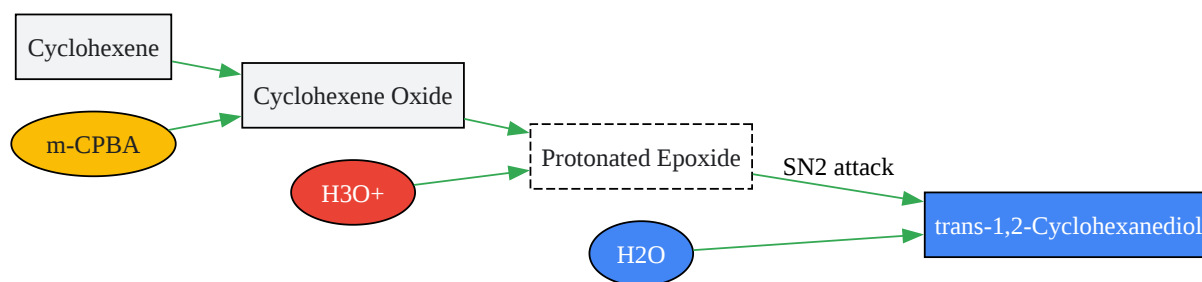 Cyclohexene
m-CPBA
Cyclohexene Oxide
H3O+
Protonated Epoxide
SN2 attack
H2O
trans-1,2-Cyclohexanediol